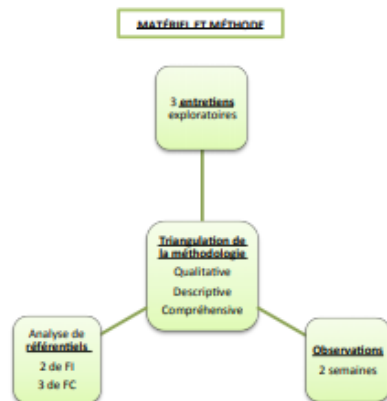 MATÉRIEL ET MÉTHODE
3 entretiens
exploratoires
Triangulation de
la méthodologie
Qualitative
Descriptive
Compréhensive
Analyse de
référentiels
2 de FI
3 de FC
Observations
2 semaines